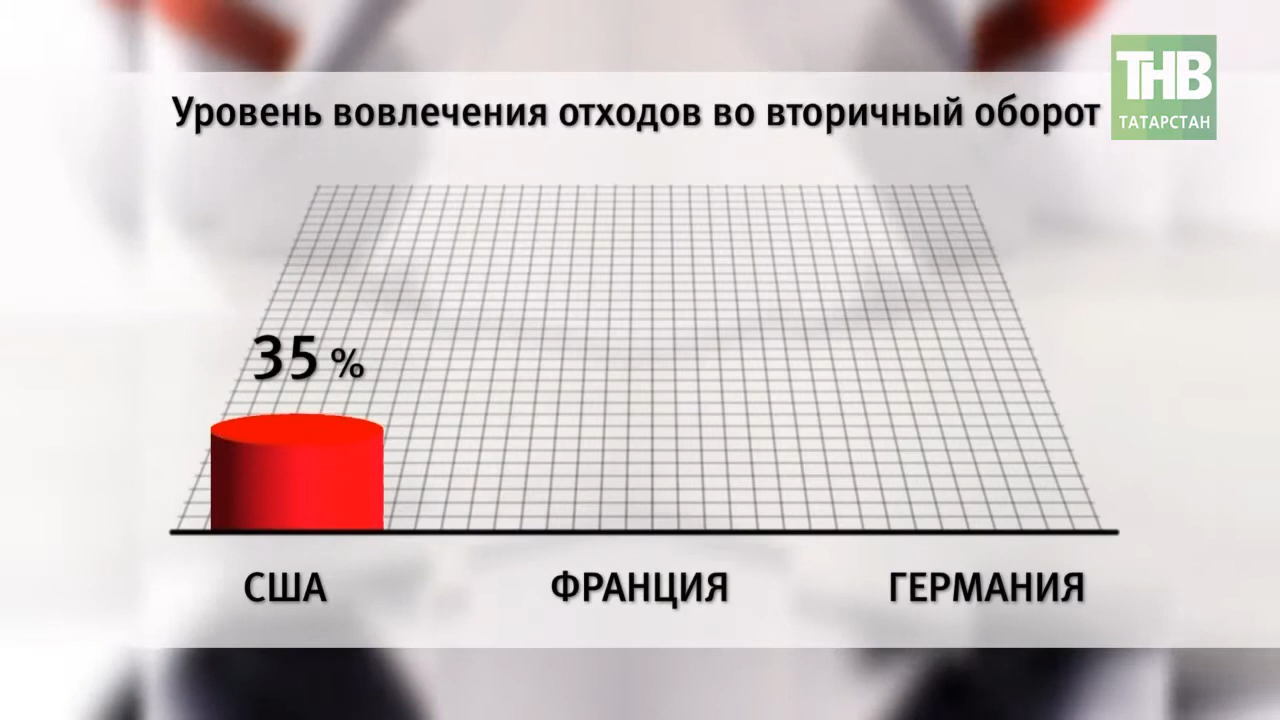 Уровень вовлечения отходов во вторичный оборот
ТНВ
ТАТАРСТАН
35 %
США
ФРАНЦИЯ
ГЕРМАНИЯ